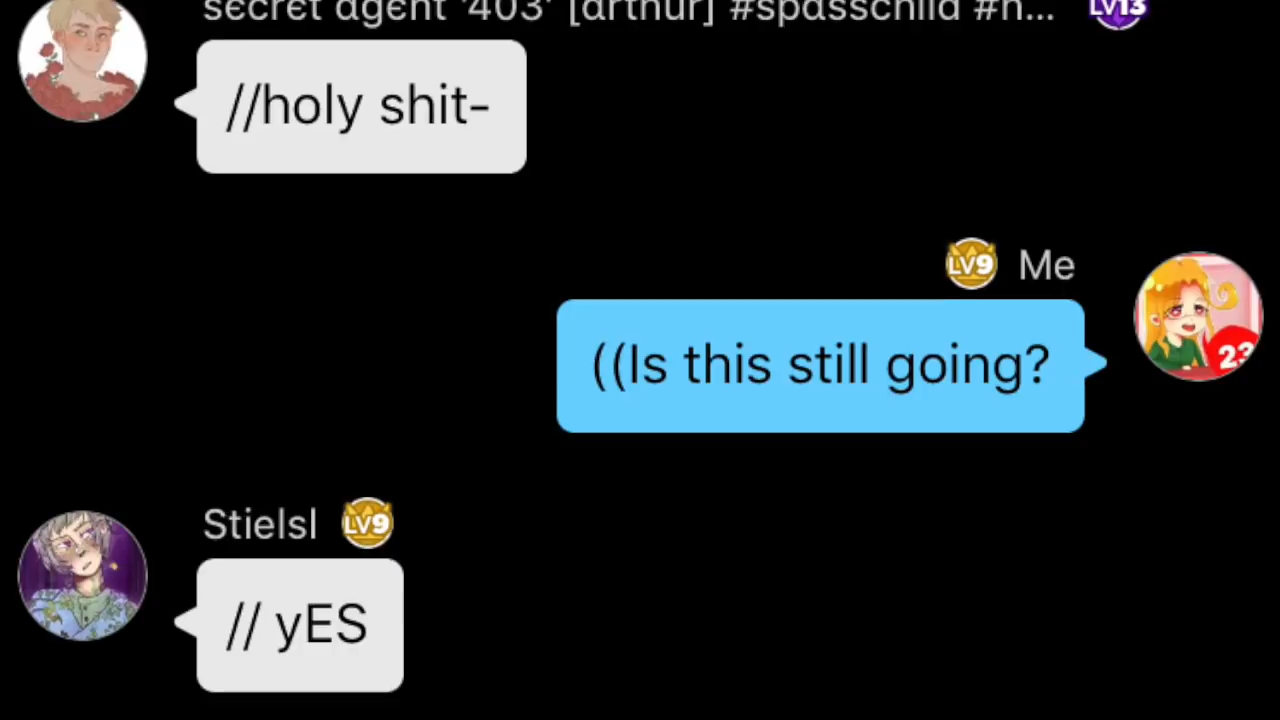 secret agent '403' [arthur] #spasschild #h...
LV13
//holy shit-
LV9 Me
((Is this still going?
23
Stielsl LV9
// yES